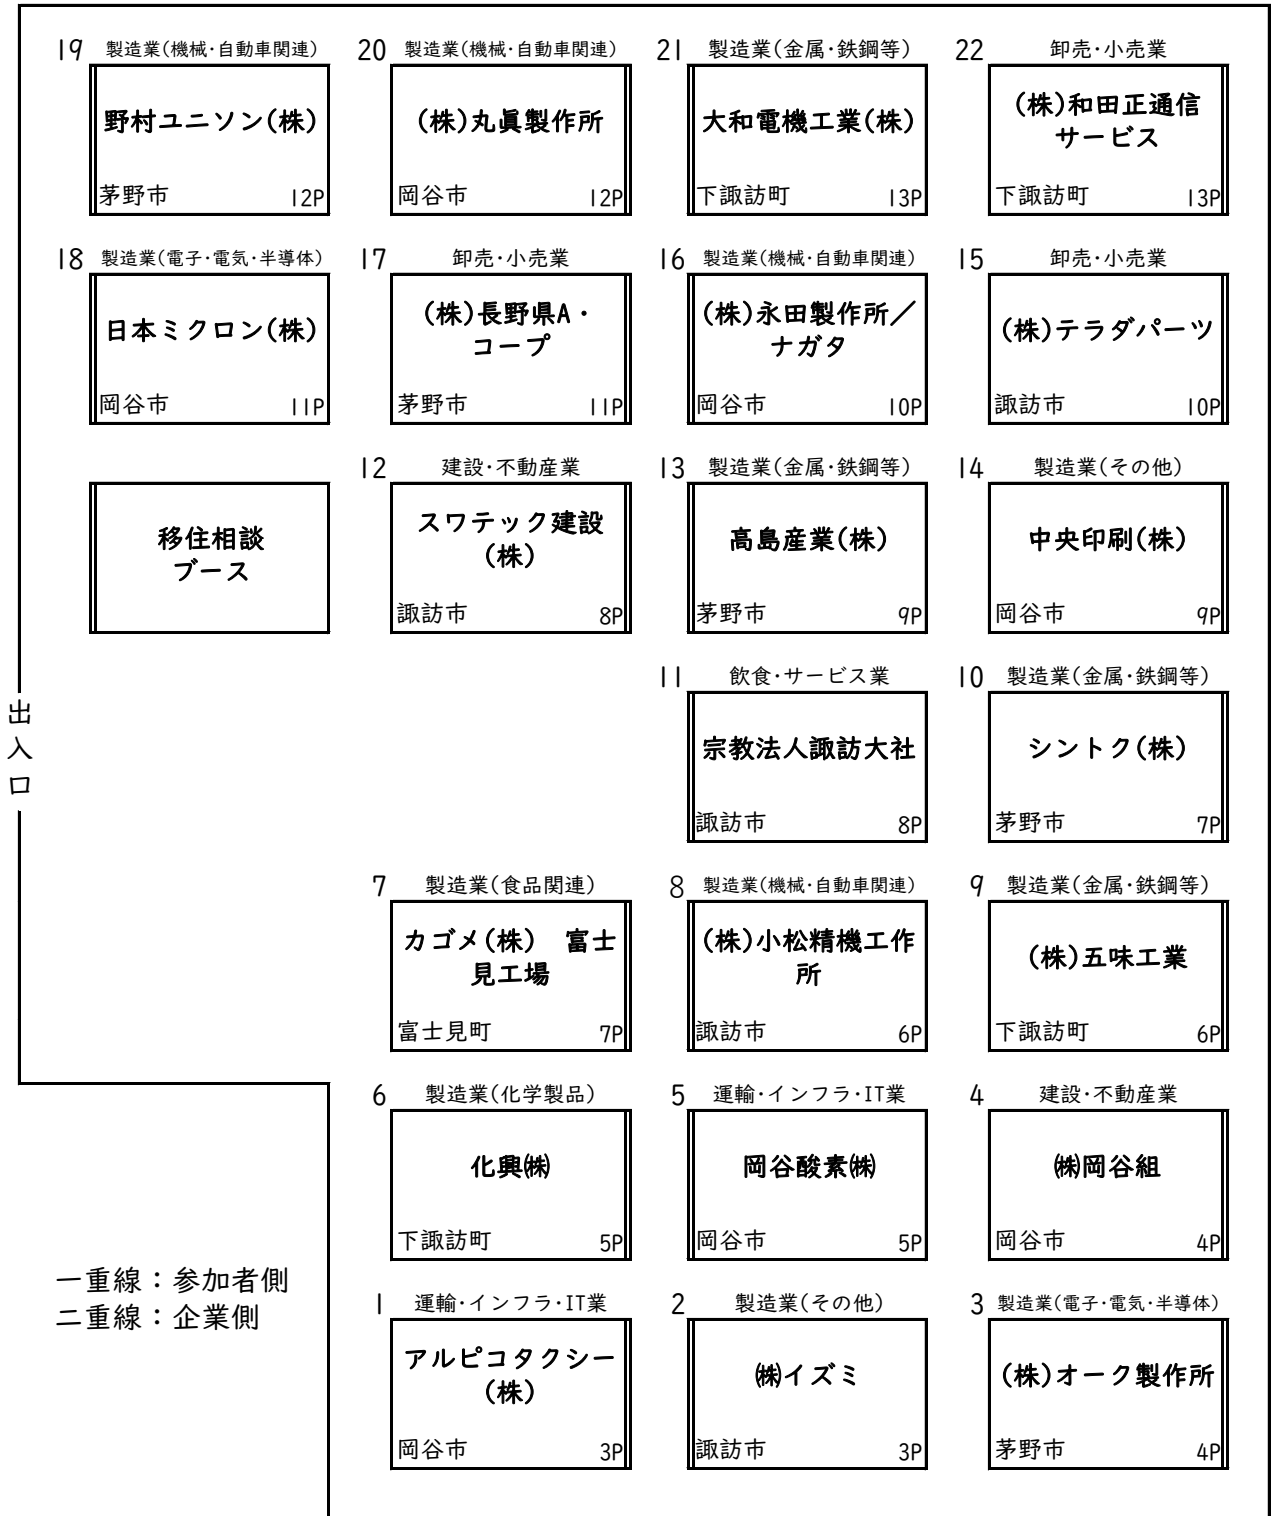 19 製造業(機械・自動車関連)
野村ユニソン(株)
茅野市 12P
20 製造業(機械・自動車関連)
(株)丸眞製作所
岡谷市 12P
21 製造業(金属・鉄鋼等)
大和電機工業(株)
下諏訪町 13P
22 卸売・小売業
(株)和田正通信
サービス
下諏訪町 13P
18 製造業(電子・電気・半導体)
日本ミクロン(株)
岡谷市 11P
17 卸売・小売業
(株)長野県A・
コープ
茅野市 11P
16 製造業(機械・自動車関連)
(株)永田製作所／
ナガタ
岡谷市 10P
15 卸売・小売業
(株)テラダパーツ
諏訪市 10P
移住相談
ブース
12 建設・不動産業
スワテック建設
(株)
諏訪市 8P
13 製造業(金属・鉄鋼等)
高島産業(株)
茅野市 9P
14 製造業(その他)
中央印刷(株)
岡谷市 9P
出入口
11 飲食・サービス業
宗教法人諏訪大社
諏訪市 8P
10 製造業(金属・鉄鋼等)
シントク(株)
茅野市 7P
7 製造業(食品関連)
カゴメ(株)　富士
見工場
富士見町 7P
8 製造業(機械・自動車関連)
(株)小松精機工作
所
諏訪市 6P
9 製造業(金属・鉄鋼等)
(株)五味工業
下諏訪町 6P
6 製造業(化学製品)
化興㈱
下諏訪町 5P
5 運輸・インフラ・IT業
岡谷酸素㈱
岡谷市 5P
4 建設・不動産業
㈱岡谷組
岡谷市 4P
一重線：参加者側
二重線：企業側
1 運輸・インフラ・IT業
アルピコタクシー
(株)
岡谷市 3P
2 製造業(その他)
㈱イズミ
諏訪市 3P
3 製造業(電子・電気・半導体)
(株)オーク製作所
茅野市 4P